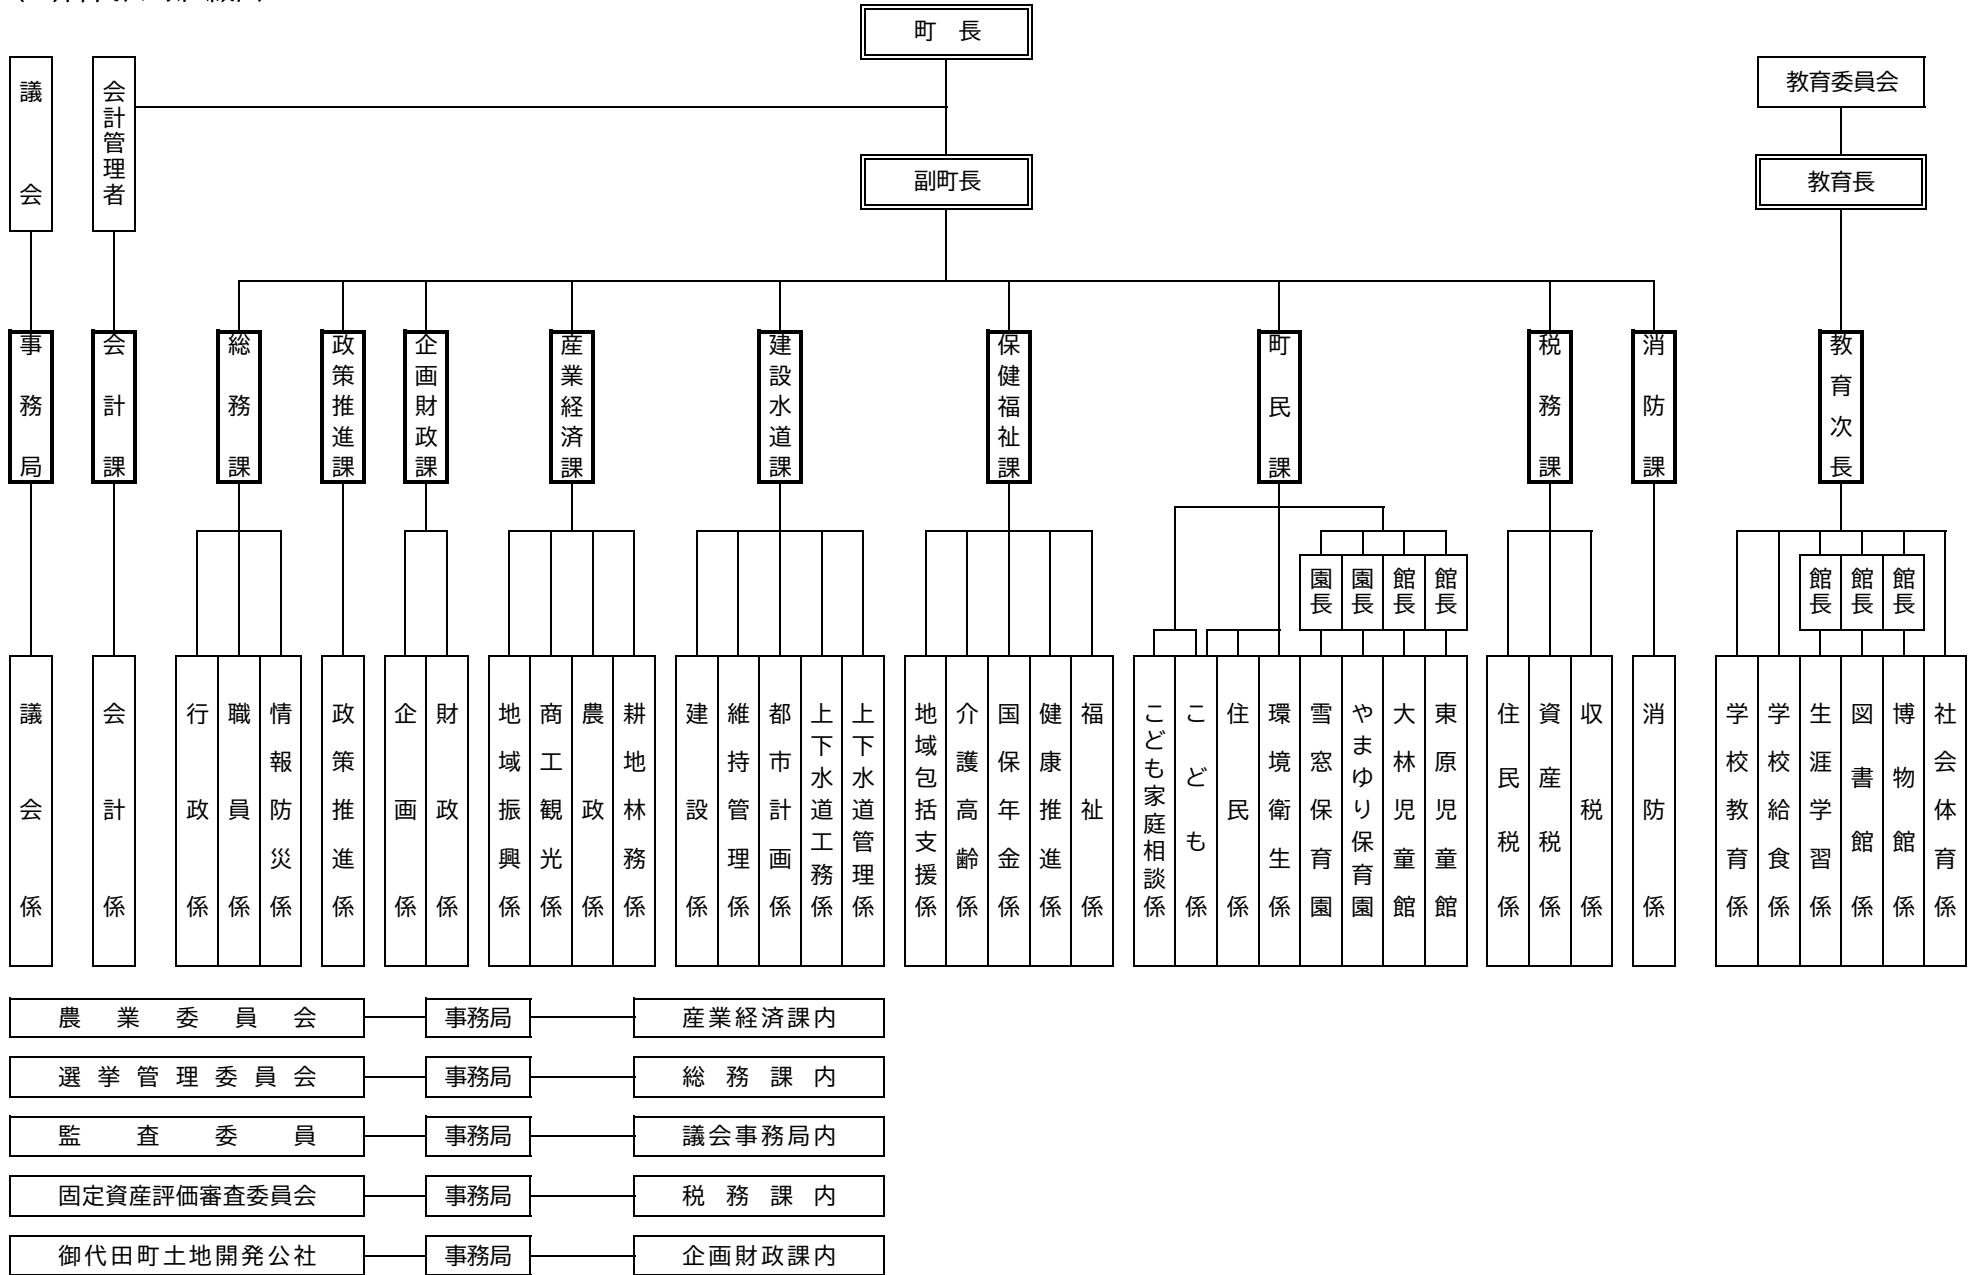 町 長
議会
会計管理者
教育委員会
副町長
教育長
事務局
会計課
総務課
政策推進課
企画財政課
産業経済課
建設水道課
保健福祉課
町民課
税務課
消防課
教育次長
園長
園長
館長
館長
館長
館長
館長
議会係
会計係
行政係
職員係
情報防災係
政策推進係
企画係
財政係
地域振興係
商工観光係
農政係
耕地林務係
建設係
維持管理係
都市計画係
上下水道工務係
上下水道管理係
地域包括支援係
介護高齢係
国保年金係
健康推進係
福祉係
こども家庭相談係
こども係
住民係
環境衛生係
雪窓保育園
やまゆり保育園
大林児童館
東原児童館
住民税係
資産税係
収税係
消防係
学校教育係
学校給食係
生涯学習係
図書館係
博物館係
社会体育係
農業委員会 事務局 産業経済課内
選挙管理委員会 事務局 総務課内
監査委員 事務局 議会事務局内
固定資産評価審査委員会 事務局 税務課内
御代田町土地開発公社 事務局 企画財政課内